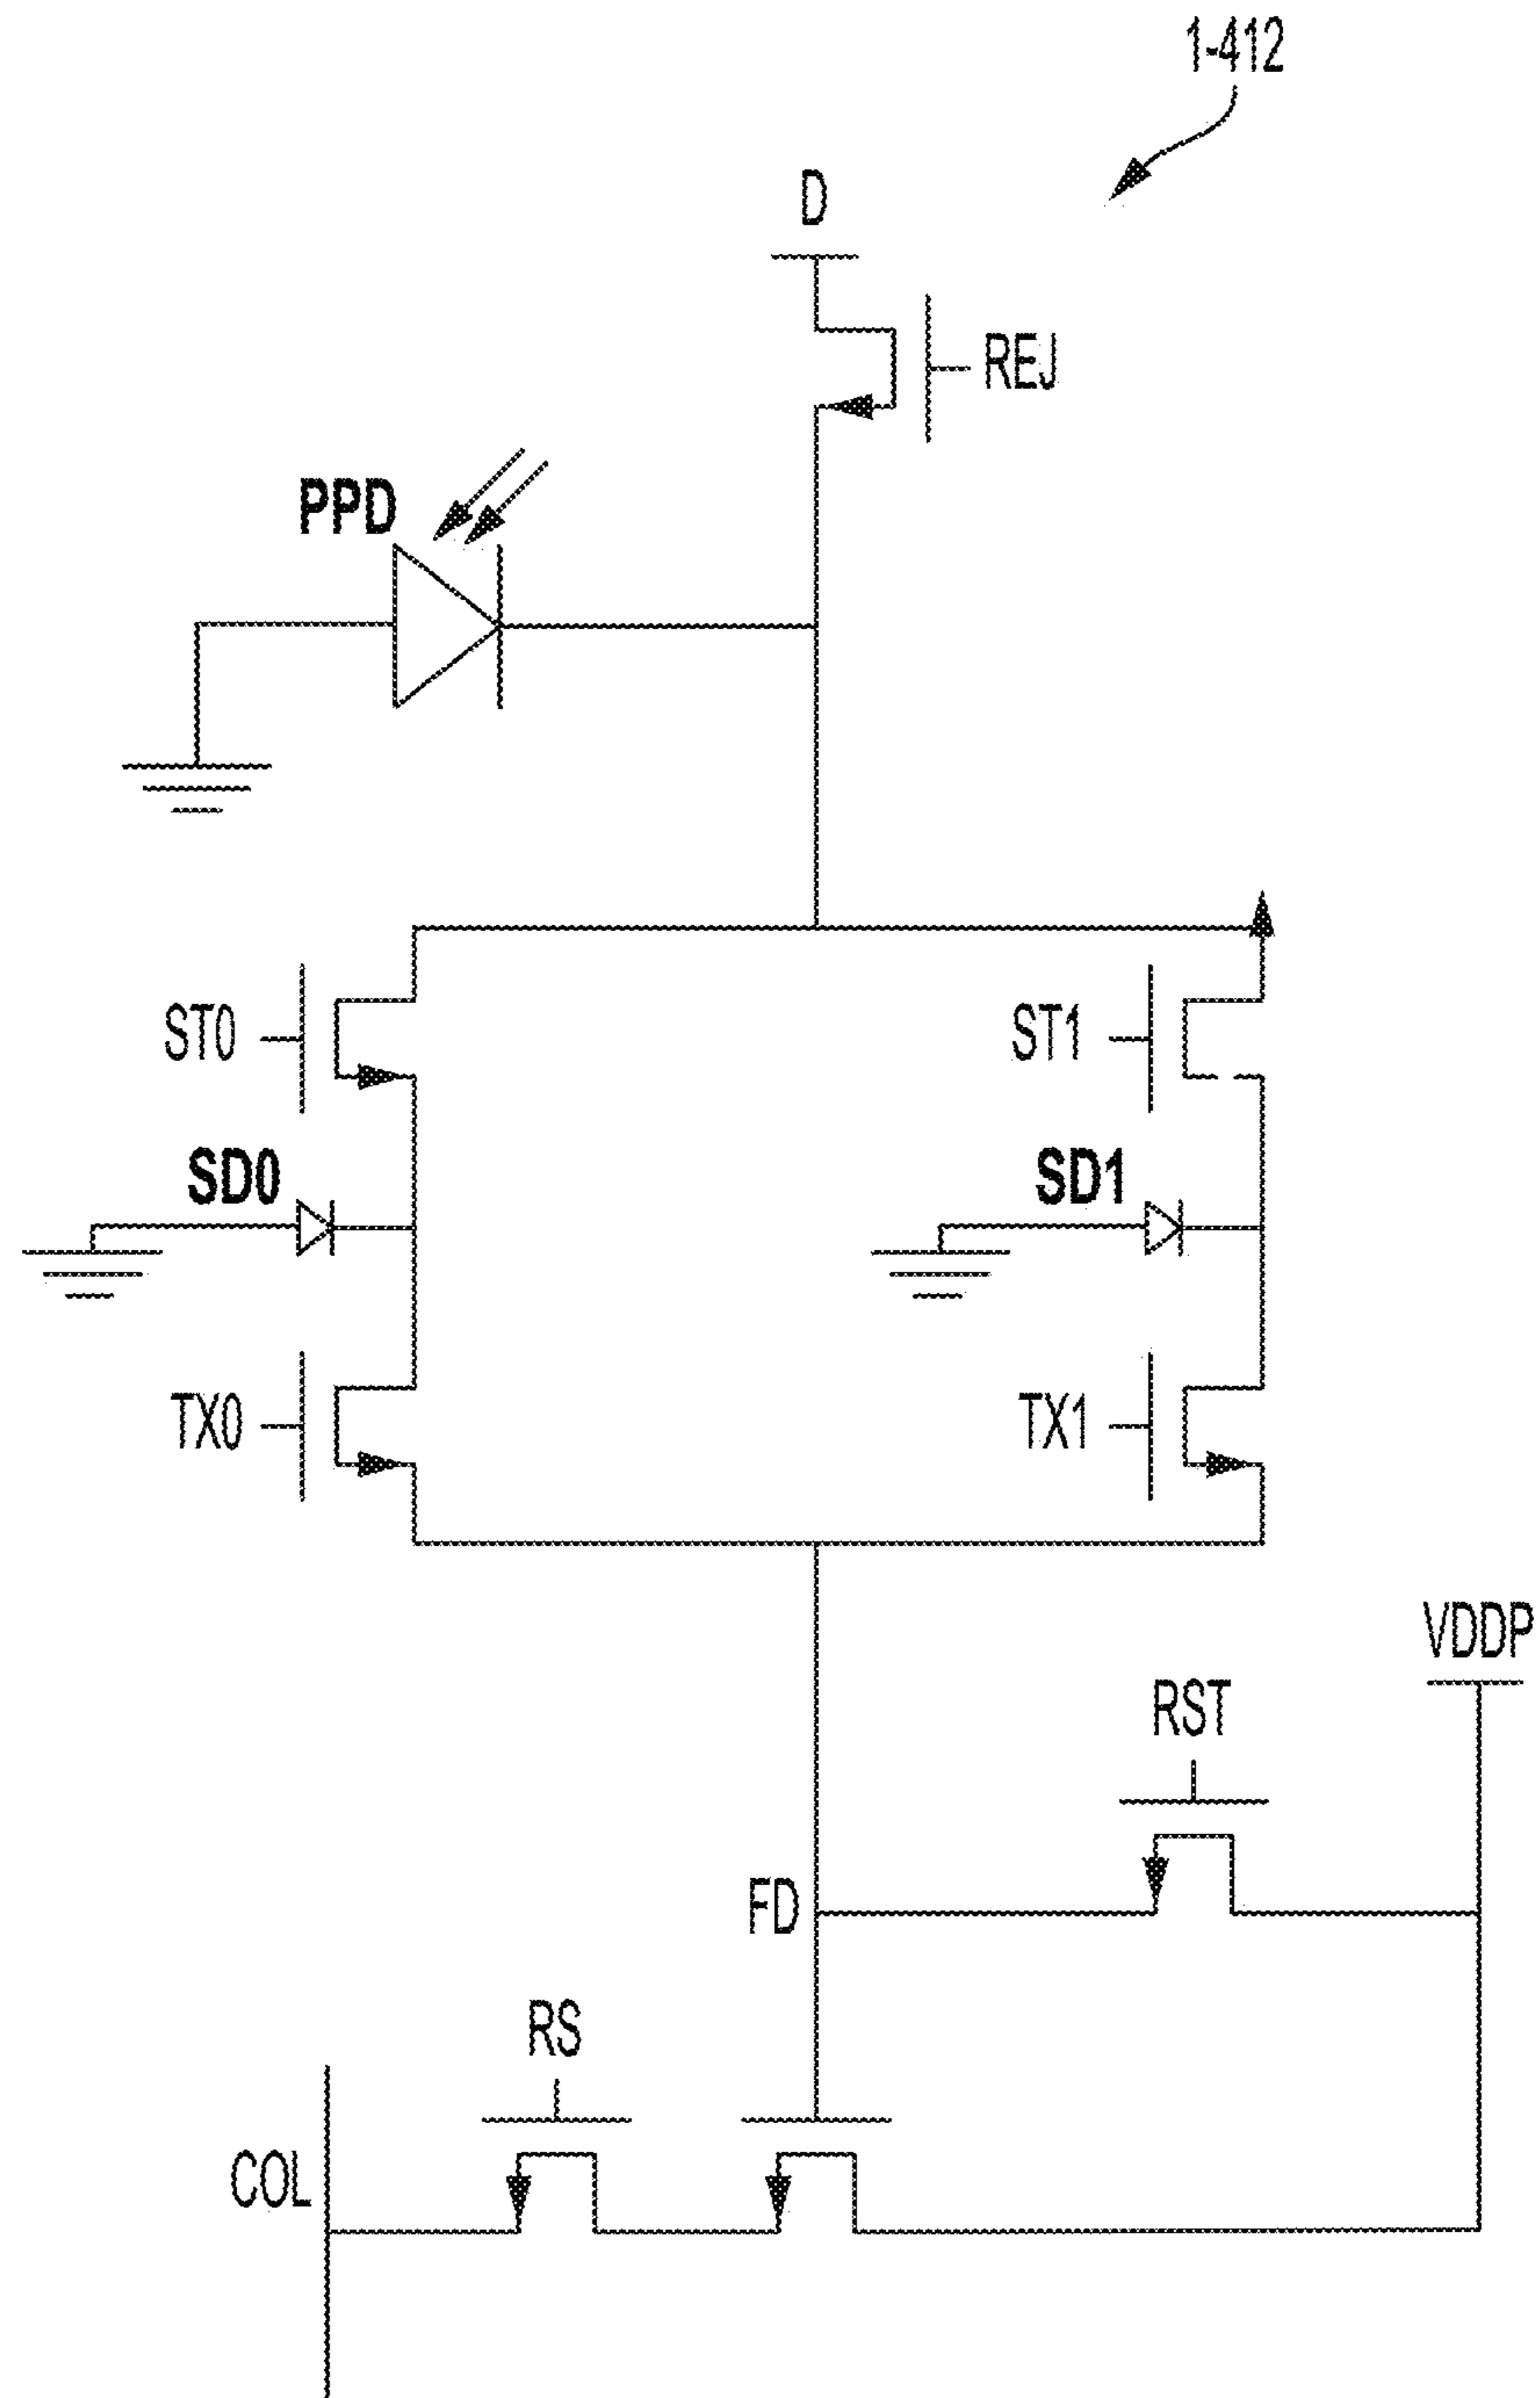 1-412
D
REJ
PPD
ST0
ST1
SD0
SD1
TX0
TX1
VDDP
RST
FD
RS
COL